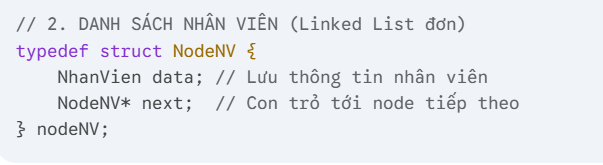 // 2. DANH SÁCH NHÂN VIÊN (Linked List đơn)
typedef struct NodeNV {
    NhanVien data; // Lưu thông tin nhân viên
    NodeNV* next;  // Con trỏ tới node tiếp theo
} nodeNV;